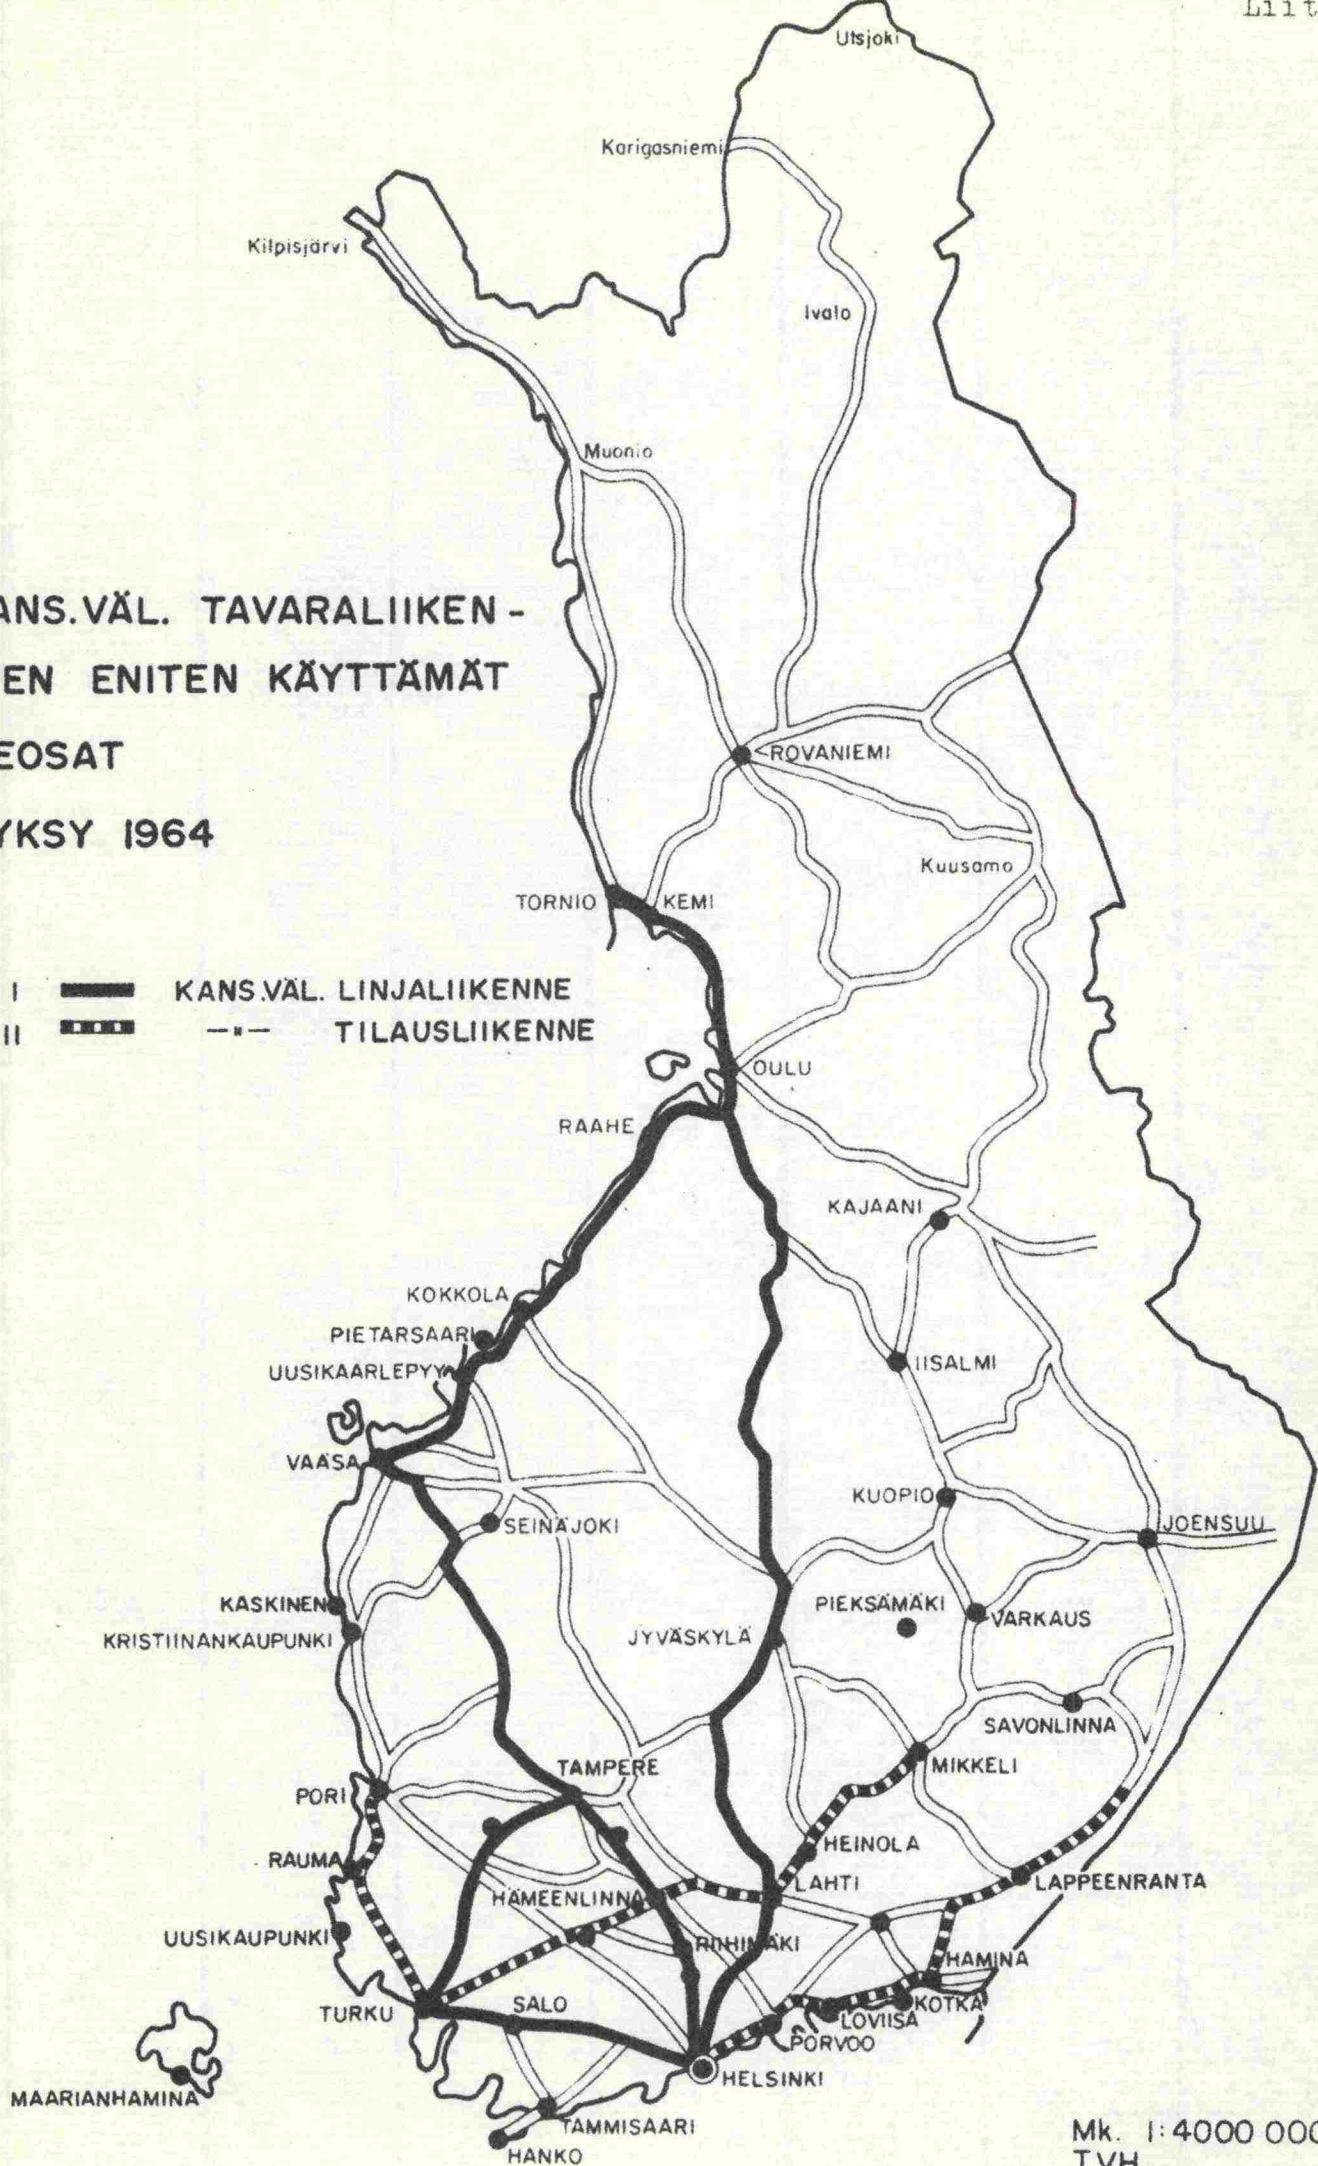 Liit
Utsjoki
Karigasniemi
Kilpisjärvi
Ivalo
Muonio
ANS.VÄL. TAVARALIIKEN-
EN ENITEN KÄYTTÄMÄT
EOSAT
YKSY 1964
ROVANIEMI
Kuusamo
TORNIO
KEMI
I KANS.VÄL. LINJALIIKENNE
II —"— TILAUSLIIKENNE
OULU
RAAHE
KAJAANI
KOKKOLA
PIETARSAARI
UUSIKAARLEPYY
IISALMI
VAASA
KUOPIO
SEINÄJOKI
JOENSUU
KASKINEN
PIEKSÄMÄKI
VARKAUS
KRISTIINANKAUPUNKI
JYVÄSKYLÄ
SAVONLINNA
TAMPERE
MIKKELI
PORI
HEINOLA
RAUMA
LAHTI
LAPPEENRANTA
HÄMEENLINNA
UUSIKAUPUNKI
RIIHIMÄKI
HAMINA
TURKU
SALO
KOTKA
LOVIISA
PORVOO
HELSINKI
MAARIANHAMINA
TAMMISAARI
HANKO
Mk. 1:4000 000
TVH